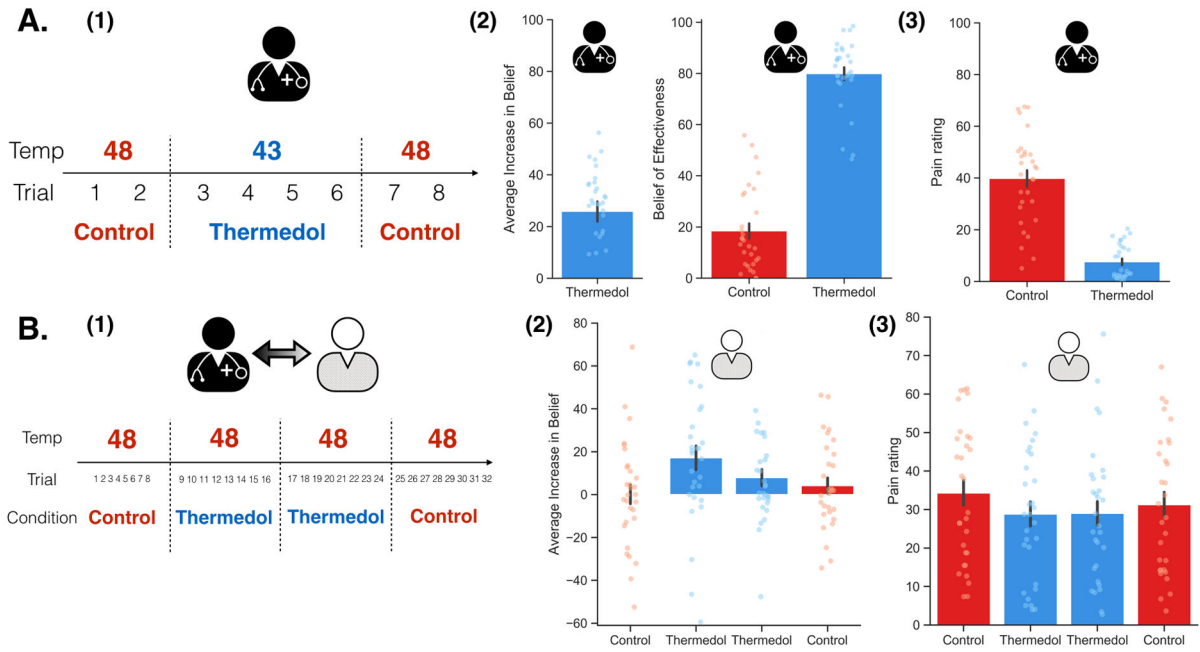 A.
(1)
Temp 48 43 48
Trial 1 2 3 4 5 6 7 8
Control Thermedol Control
(2)
Average Increase in Belief
100
80
60
40
20
0
Thermedol
Belief of Effectiveness
100
80
60
40
20
0
Control Thermedol
(3)
Pain rating
100
80
60
40
20
0
Control Thermedol
B.
(1)
Temp 48 48 48 48
Trial 1 2 3 4 5 6 7 8 9 10 11 12 13 14 15 16 17 18 19 20 21 22 23 24 25 26 27 28 29 30 31 32
Condition Control Thermedol Thermedol Control
(2)
Average Increase in Belief
80
60
40
20
0
−20
−40
−60
Control Thermedol Thermedol Control
(3)
Pain rating
80
70
60
50
40
30
20
10
0
Control Thermedol Thermedol Control